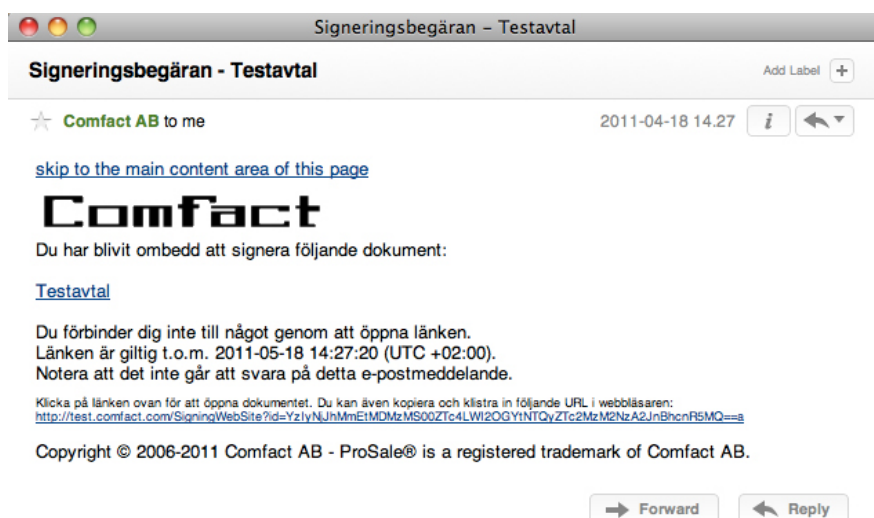 Signeringsbegäran – Testavtal
Signeringsbegäran - Testavtal
Add Label +
Comfact AB to me
2011-04-18 14.27
i
skip to the main content area of this page
Comfact
Du har blivit ombedd att signera följande dokument:
Testavtal
Du förbinder dig inte till något genom att öppna länken.
Länken är giltig t.o.m. 2011-05-18 14:27:20 (UTC +02:00).
Notera att det inte går att svara på detta e-postmeddelande.
Klicka på länken ovan för att öppna dokumentet. Du kan även kopiera och klistra in följande URL i webbläsaren:
http://test.comfact.com/SigningWebSite?id=YzIyNjJhMmEtMDMzMS00ZTc4LWI2OGYtNTQyZTc2MzM2NzA2JnBhcnR5MQ==a
Copyright © 2006-2011 Comfact AB - ProSale® is a registered trademark of Comfact AB.
Forward
Reply